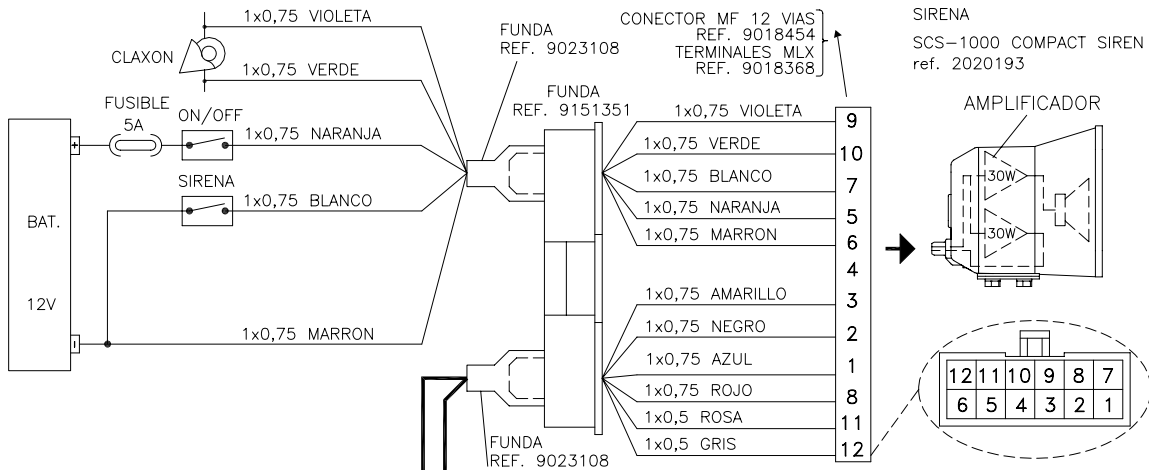 1x0,75 VIOLETA
CLAXON
1x0,75 VERDE
FUSIBLE
5A
ON/OFF
1x0,75 NARANJA
SIRENA
1x0,75 BLANCO
BAT.
12V
+
-
1x0,75 MARRON
FUNDA
REF. 9023108
FUNDA
REF. 9151351
FUNDA
REF. 9023108
CONECTOR MF 12 VIAS
REF. 9018454
TERMINALES MLX
REF. 9018368
1x0,75 VIOLETA 9
1x0,75 VERDE 10
1x0,75 BLANCO 7
1x0,75 NARANJA 5
1x0,75 MARRON 6
4
1x0,75 AMARILLO 3
1x0,75 NEGRO 2
1x0,75 AZUL 1
1x0,75 ROJO 8
1x0,5 ROSA 11
1x0,5 GRIS 12
SIRENA
SCS-1000 COMPACT SIREN
ref. 2020193
AMPLIFICADOR
30W
30W
12 11 10 9 8 7
6 5 4 3 2 1